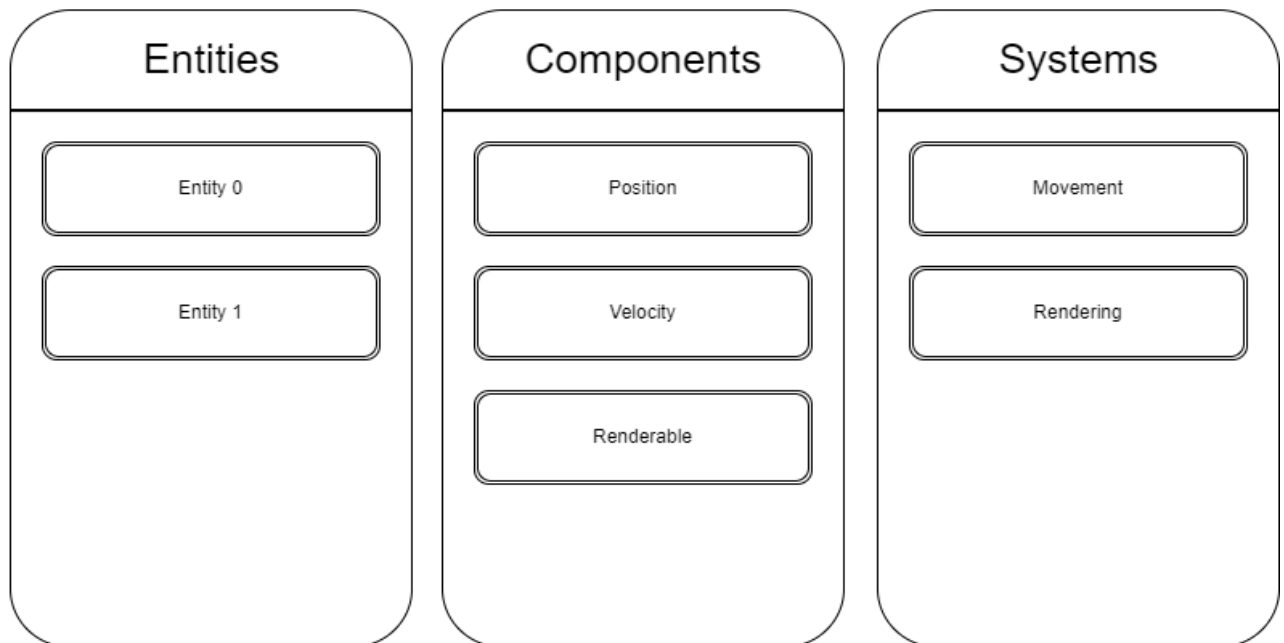 Entities
Entity 0
Entity 1
Components
Position
Velocity
Renderable
Systems
Movement
Rendering